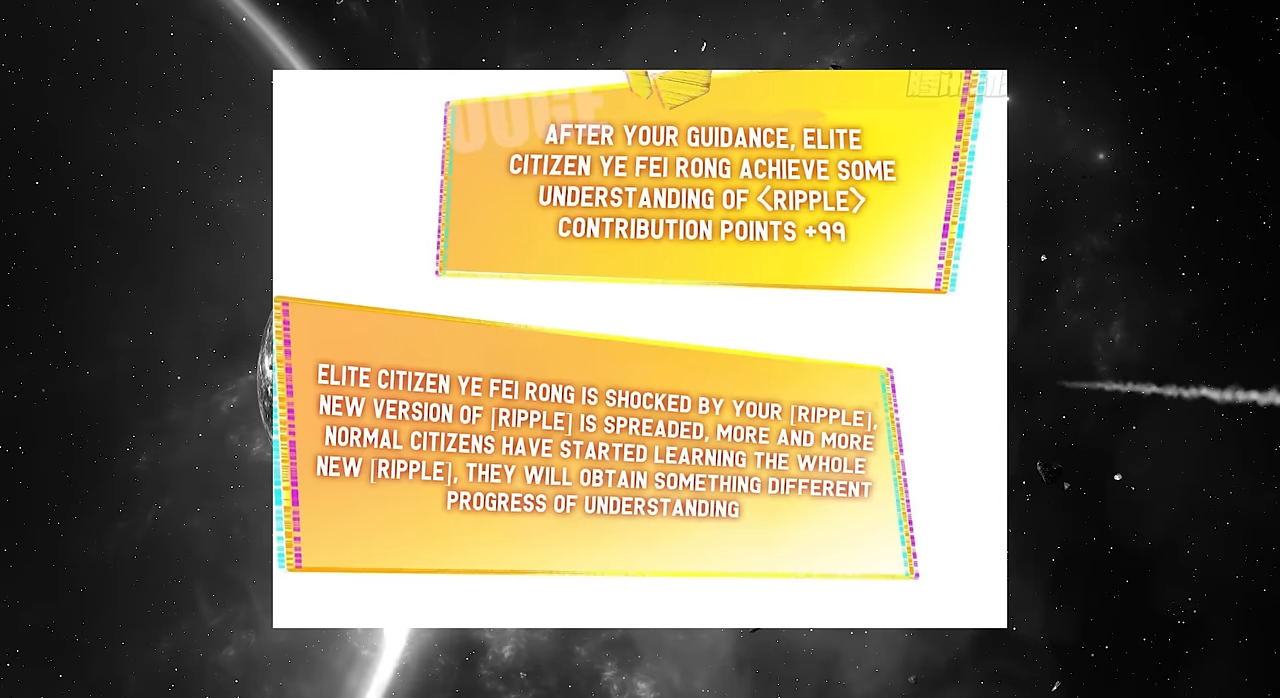 AFTER YOUR GUIDANCE, ELITE
CITIZEN YE FEI RONG ACHIEVE SOME
UNDERSTANDING OF <RIPPLE>
CONTRIBUTION POINTS +99
ELITE CITIZEN YE FEI RONG IS SHOCKED BY YOUR [RIPPLE],
NEW VERSION OF [RIPPLE] IS SPREADED, MORE AND MORE
NORMAL CITIZENS HAVE STARTED LEARNING THE WHOLE
NEW [RIPPLE], THEY WILL OBTAIN SOMETHING DIFFERENT
PROGRESS OF UNDERSTANDING